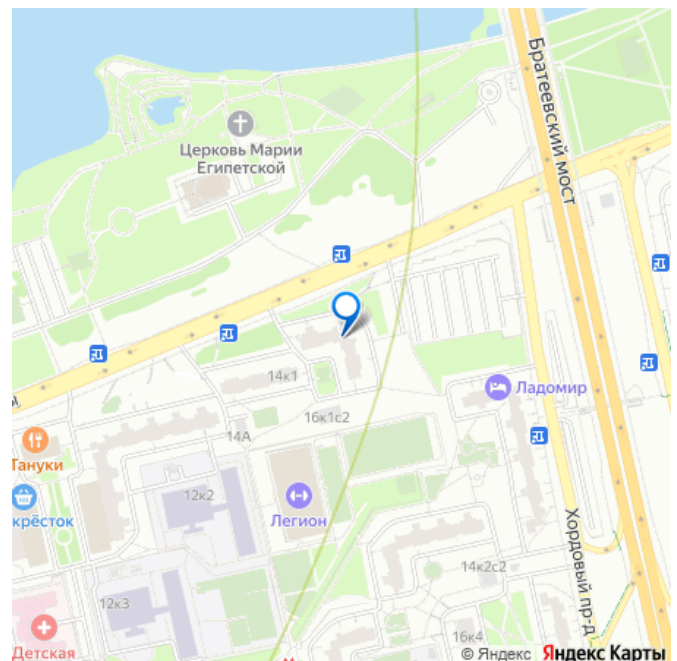 Братеевский мост
Церковь Марии
Египетской
14к1
Ладомир
16к1с2
14А
Тануки
12к2
крёсток
Легион
Хордовый пр-д
14к2с2
12к3
16к4
Детская
© Яндекс Яндекс Карты